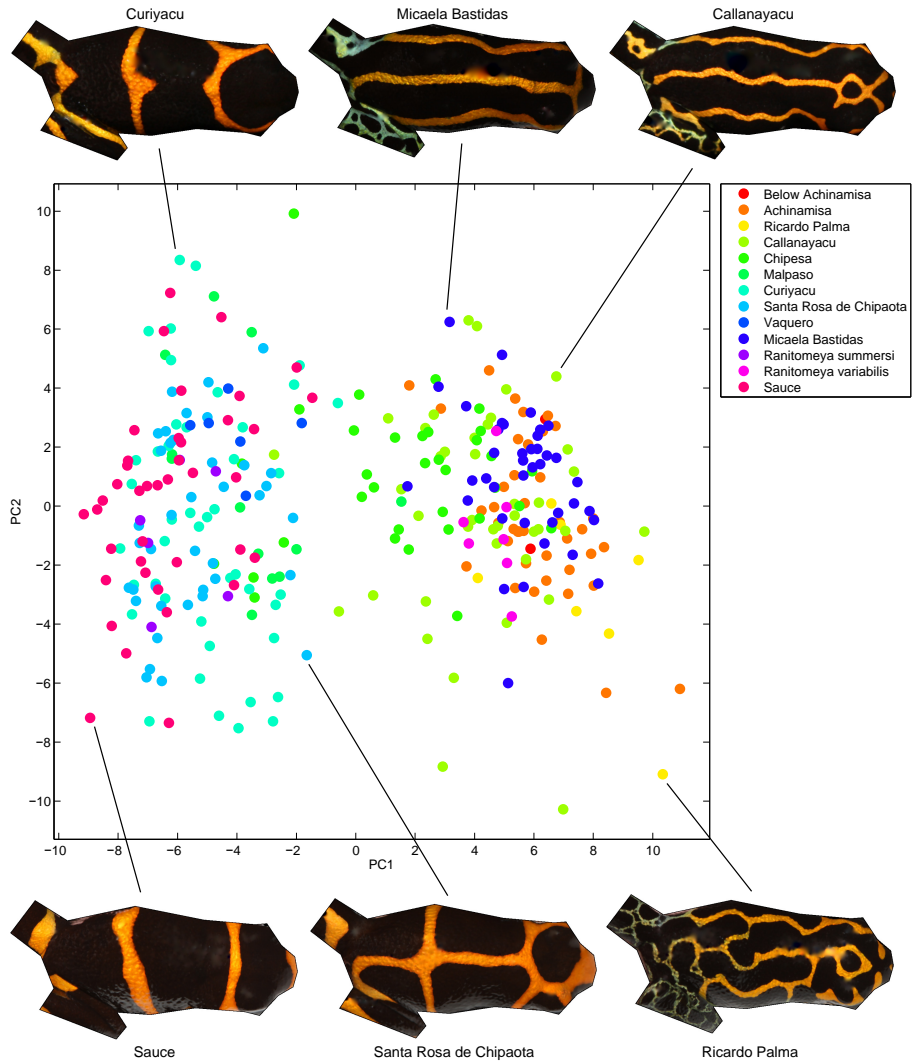 Curiyacu
Micaela Bastidas
Callanayacu
10
8
6
4
2
0
−2
−4
−6
−8
−10
PC2
−10
−8
−6
−4
−2
0
2
4
6
8
10
PC1
Below Achinamisa
Achinamisa
Ricardo Palma
Callanayacu
Chipesa
Malpaso
Curiyacu
Santa Rosa de Chipaota
Vaquero
Micaela Bastidas
Ranitomeya summersi
Ranitomeya variabilis
Sauce
Sauce
Santa Rosa de Chipaota
Ricardo Palma